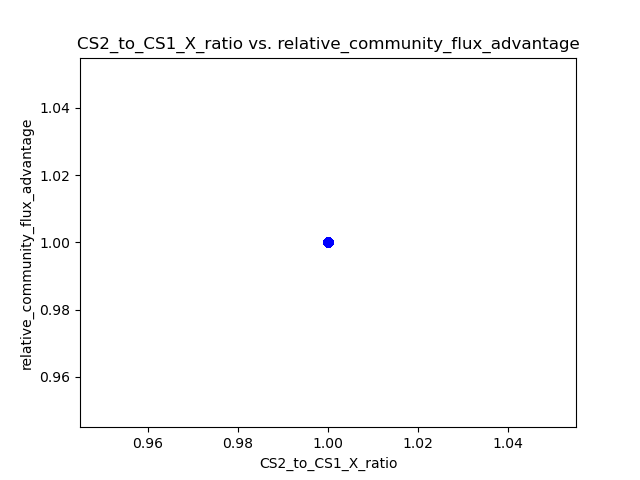 CS2_to_CS1_X_ratio vs. relative_community_flux_advantage
relative_community_flux_advantage
1.04
1.02
1.00
0.98
0.96
0.96 0.98 1.00 1.02 1.04
CS2_to_CS1_X_ratio